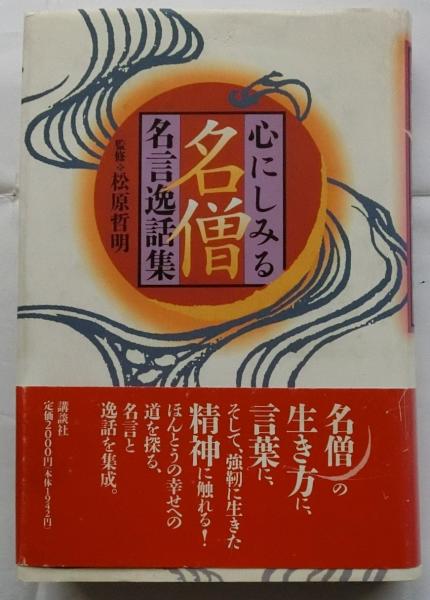 心にしみる
名僧
名言逸話集
監修❖松原哲明
名僧の
生き方に、
言葉に、
そして、強靭に生きた
精神に触れる!
ほんとうの幸せへの
道を探る、
名言と
逸話を集成。
講談社
定価2000円(本体1942円)